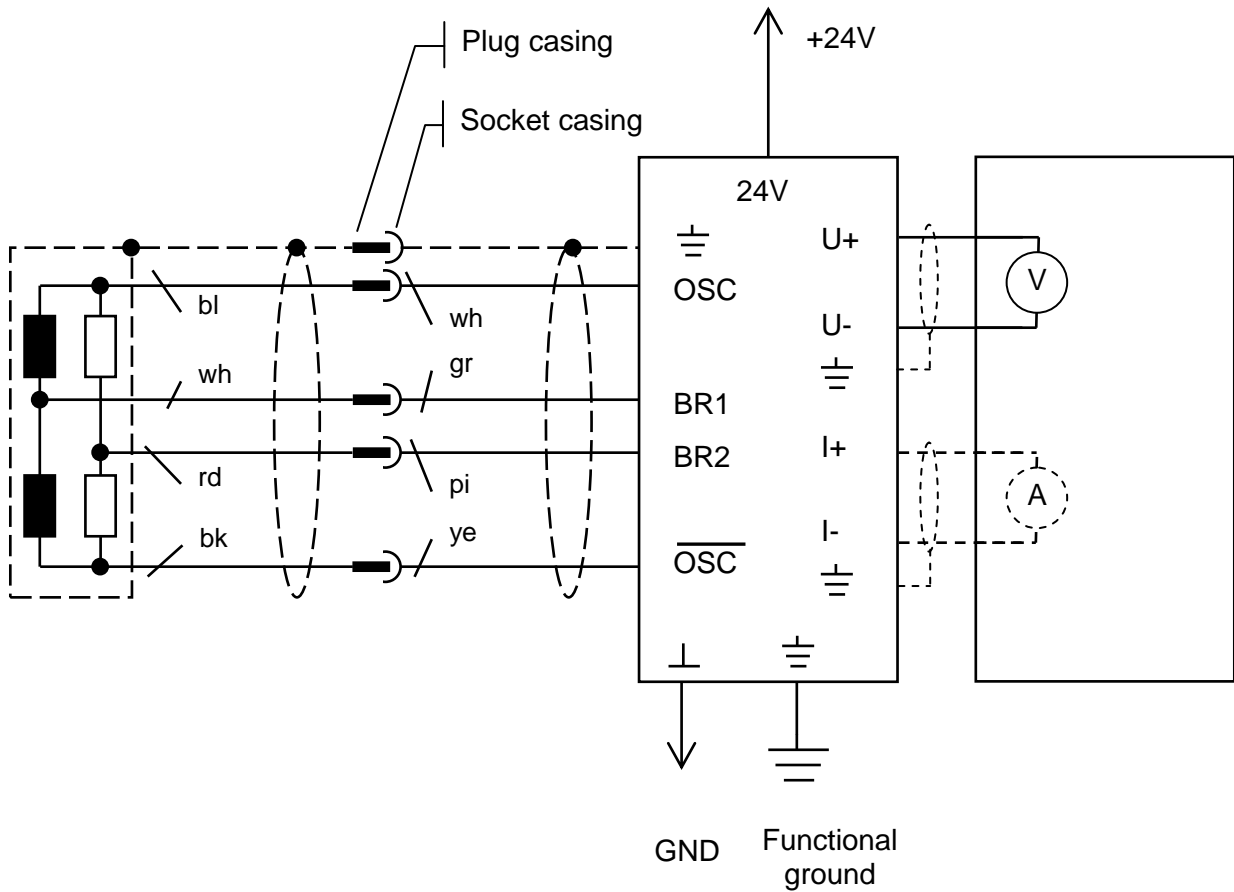 Plug casing
+24V
Socket casing
24V
U+
bl
OSC
V
wh
U-
wh
gr
BR1
BR2
I+
rd
pi
A
bk
ye
I-
OSC
GND
Functional
ground